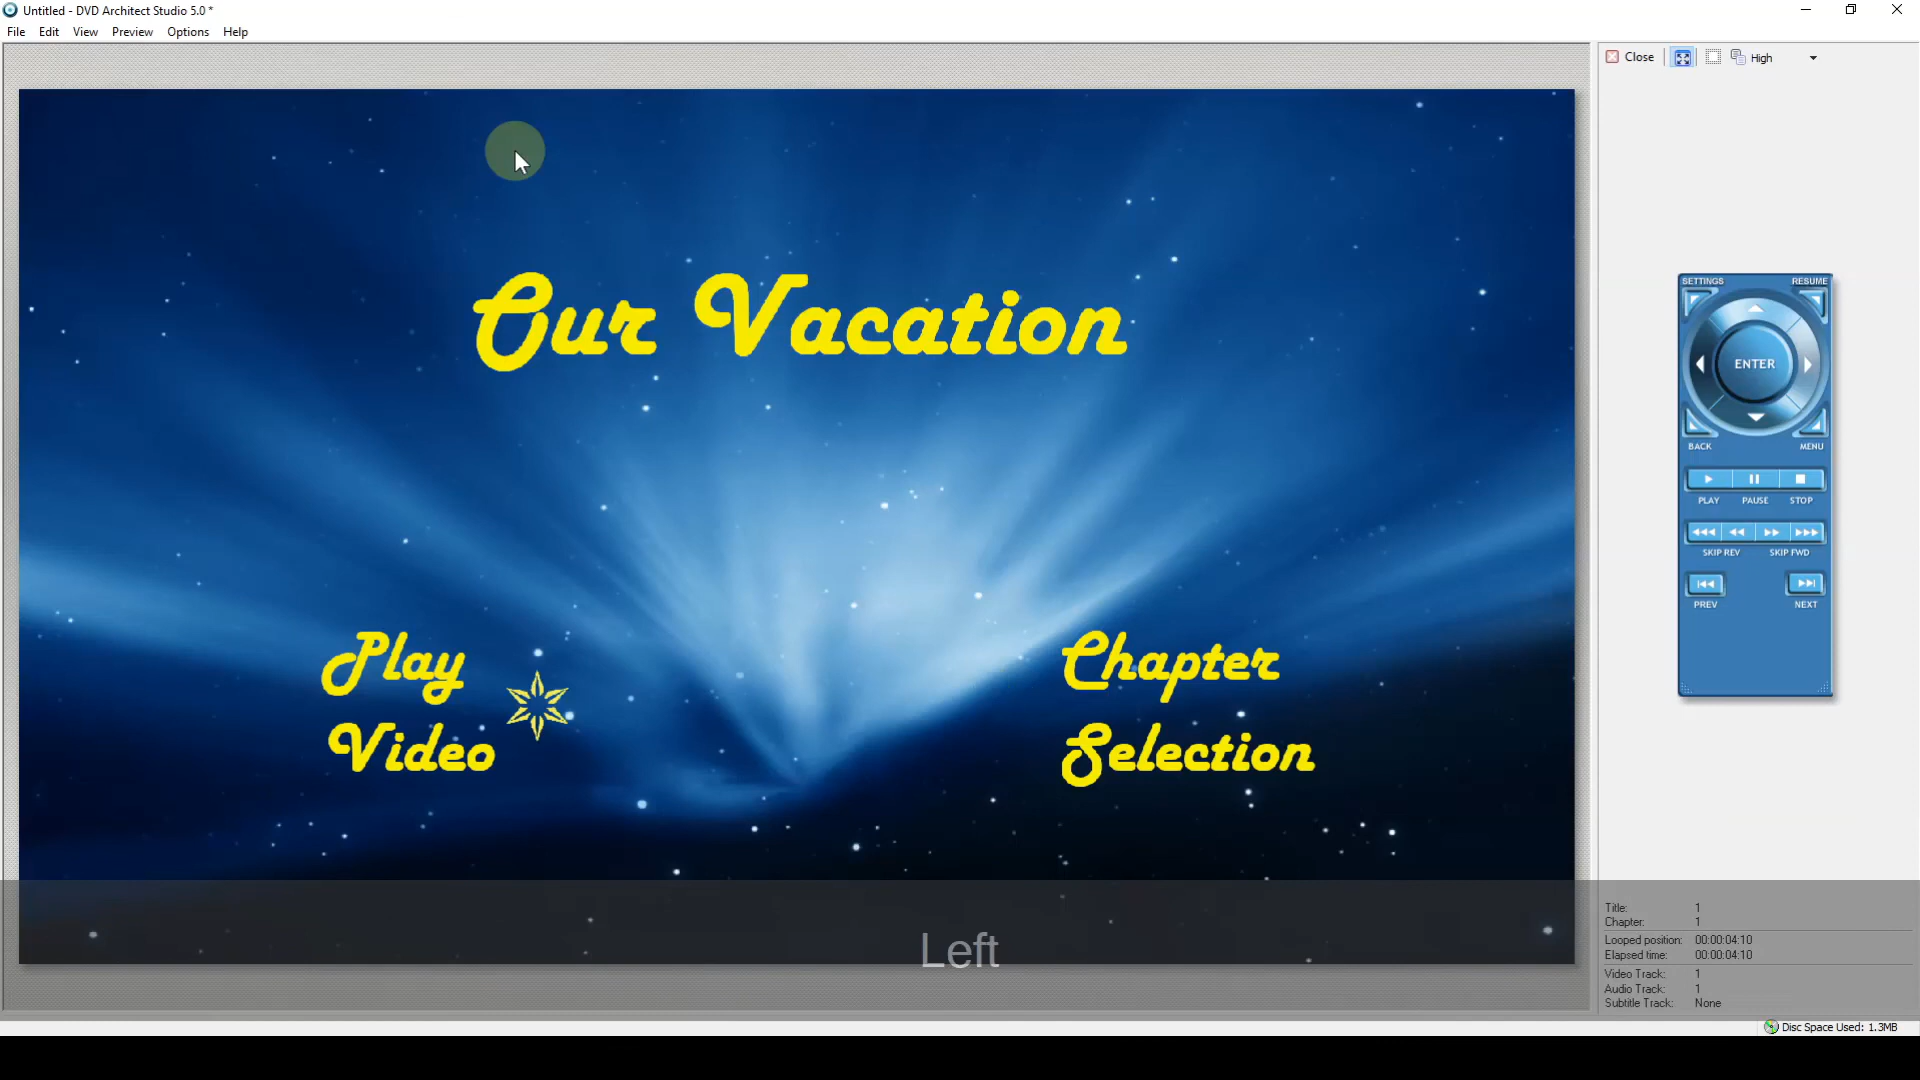 Untitled - DVD Architect Studio 5.0 *
File Edit View Preview Options Help
Close High
Our Vacation
Play
Video
Chapter
Selection
SETTINGS RESUME
ENTER
BACK MENU
PLAY PAUSE STOP
SKIP REV SKIP FWD
PREV NEXT
Left
Title: 1
Chapter: 1
Looped position: 00:00:04:10
Elapsed time: 00:00:04:10
Video Track: 1
Audio Track: 1
Subtitle Track: None
Disc Space Used: 1.3MB